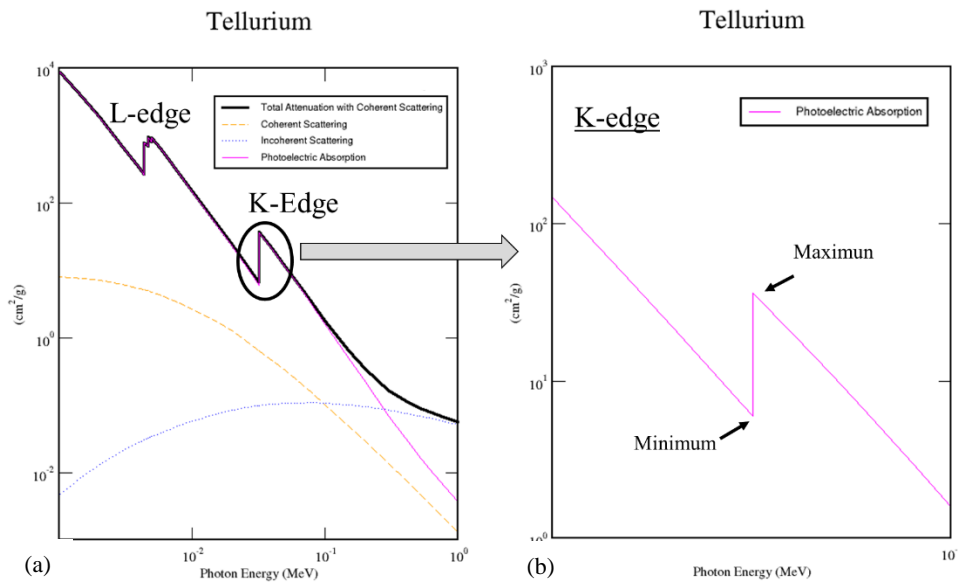 Tellurium
10^4
10^2
10^0
10^-2
(cm^2/g)
L-edge
K-Edge
Total Attenuation with Coherent Scattering
Coherent Scattering
Incoherent Scattering
Photoelectric Absorption
10^-2
10^-1
10^0
Photon Energy (MeV)
(a)
Tellurium
10^3
10^2
10^1
10^0
(cm^2/g)
K-edge
Photoelectric Absorption
Maximun
Minimum
Photon Energy (MeV)
(b)